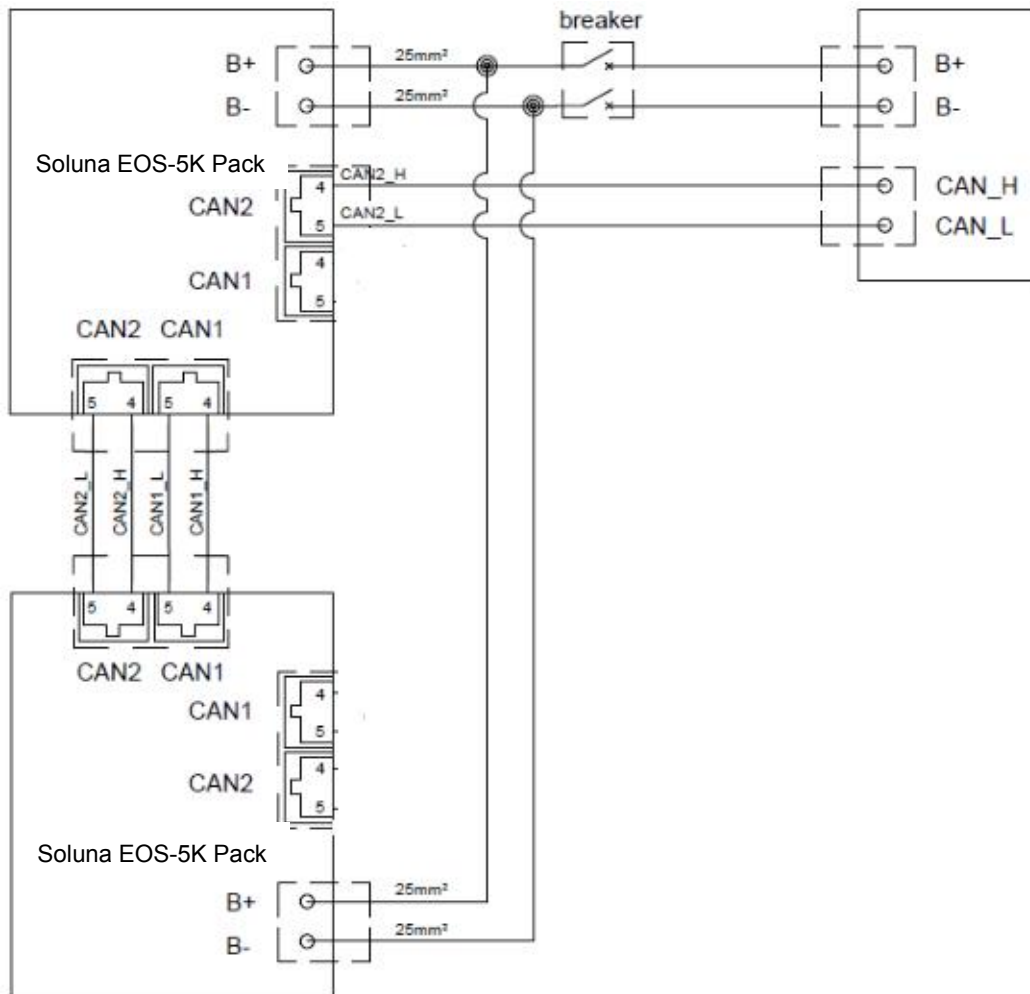 breaker
B+ 25mm² B+
B- 25mm² B-
Soluna EOS-5K Pack
4 CAN2_H CAN_H
CAN2
5 CAN2_L CAN_L
4
CAN1
5
CAN2 CAN1
5 4 5 4
CAN2_L CAN2_H CAN1_L CAN1_H
5 4 5 4
CAN2 CAN1
4
CAN1
5
4
CAN2
5
Soluna EOS-5K Pack
B+ 25mm²
B- 25mm²